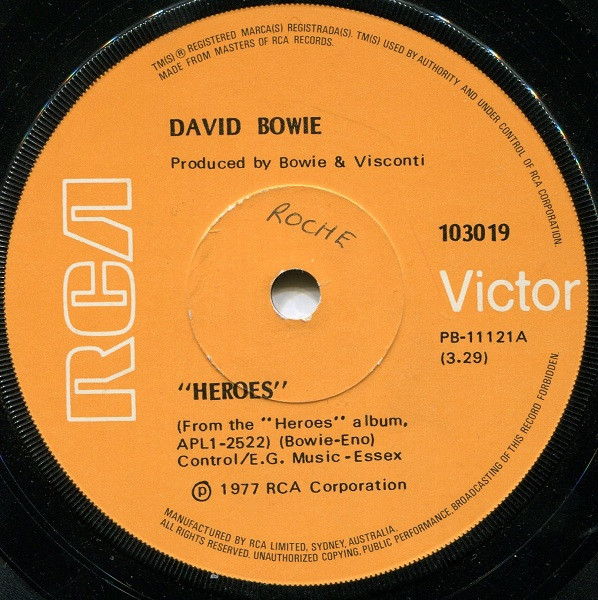 TM(S) ® REGISTERED MARCA(S) REGISTRADA(S). TM(S) USED BY AUTHORITY AND UNDER CONTROL OF RCA CORPORATION.
MADE FROM MASTERS OF RCA RECORDS.
DAVID BOWIE
Produced by Bowie & Visconti
ROCHE
RCA
103019
Victor
PB-11121A
(3.29)
"HEROES"
(From the "Heroes" album,
APL1-2522) (Bowie-Eno)
Control/E.G. Music-Essex
℗ 1977 RCA Corporation
MANUFACTURED BY RCA LIMITED, SYDNEY, AUSTRALIA.
ALL RIGHTS RESERVED. UNAUTHORIZED COPYING, PUBLIC PERFORMANCE, BROADCASTING OF THIS RECORD FORBIDDEN.